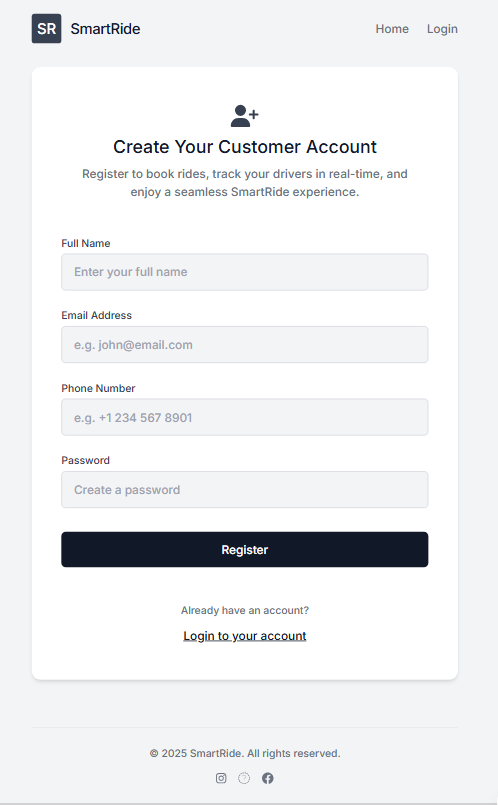 SR SmartRide Home Login
Create Your Customer Account
Register to book rides, track your drivers in real-time, and
enjoy a seamless SmartRide experience.
Full Name
Enter your full name
Email Address
e.g. john@email.com
Phone Number
e.g. +1 234 567 8901
Password
Create a password
Register
Already have an account?
Login to your account
© 2025 SmartRide. All rights reserved.